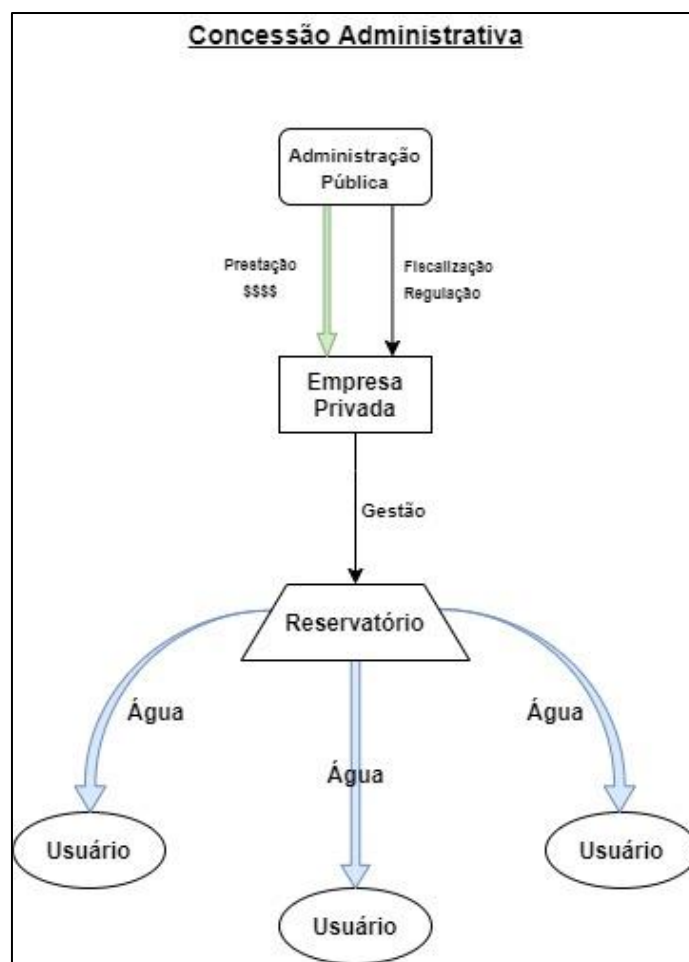 Concessão Administrativa
Administração
Pública
Prestação
$$$$
Fiscalização
Regulação
Empresa
Privada
Gestão
Reservatório
Água
Água
Água
Usuário
Usuário
Usuário